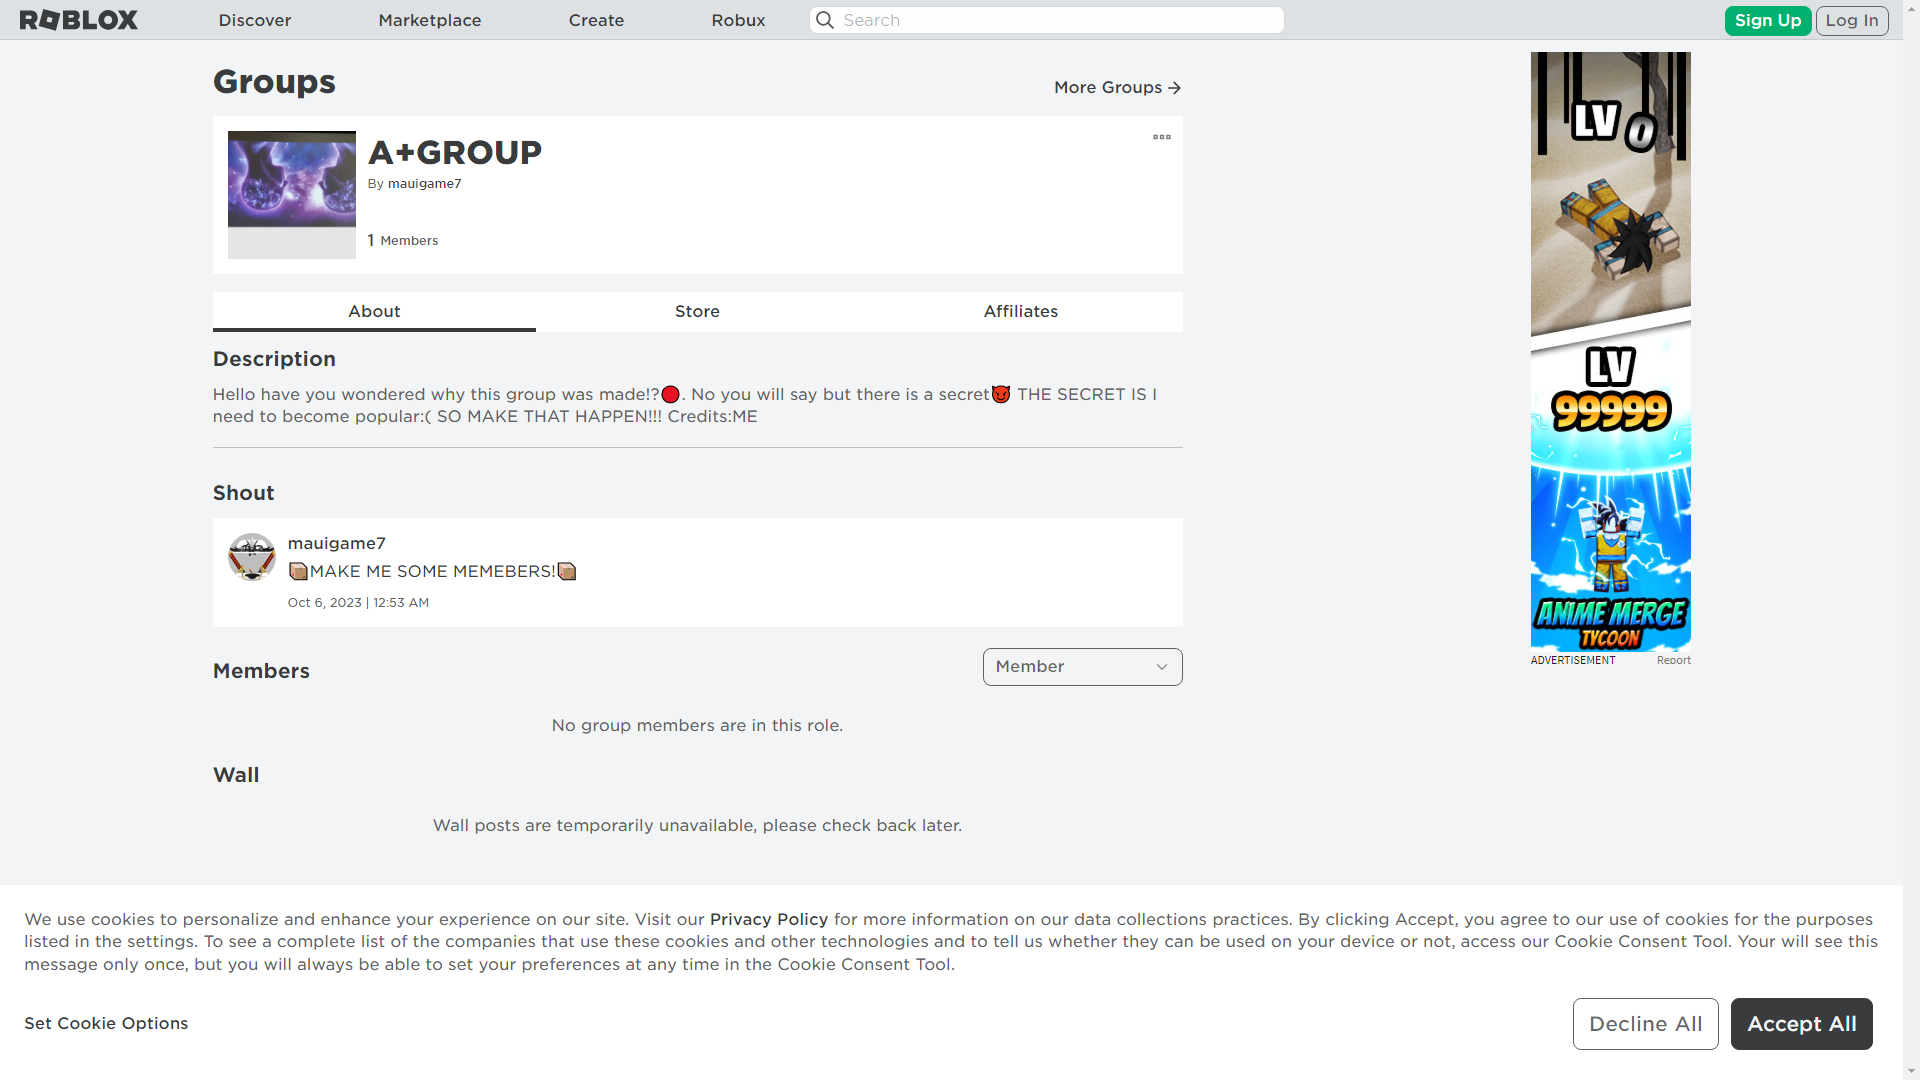 ROBLOX
Discover
Marketplace
Create
Robux
Search
Sign Up
Log In
Groups
More Groups
A+GROUP
By mauigame7
1 Members
About
Store
Affiliates
Description
Hello have you wondered why this group was made!?🔴. No you will say but there is a secret😈 THE SECRET IS I
need to become popular:( SO MAKE THAT HAPPEN!!! Credits:ME
Shout
mauigame7
📦MAKE ME SOME MEMEBERS!📦
Oct 6, 2023 | 12:53 AM
Members
Member
No group members are in this role.
Wall
Wall posts are temporarily unavailable, please check back later.
LV 0
LV
99999
ANIME MERGE
TYCOON
ADVERTISEMENT
Report
We use cookies to personalize and enhance your experience on our site. Visit our Privacy Policy for more information on our data collections practices. By clicking Accept, you agree to our use of cookies for the purposes
listed in the settings. To see a complete list of the companies that use these cookies and other technologies and to tell us whether they can be used on your device or not, access our Cookie Consent Tool. Your will see this
message only once, but you will always be able to set your preferences at any time in the Cookie Consent Tool.
Set Cookie Options
Decline All
Accept All